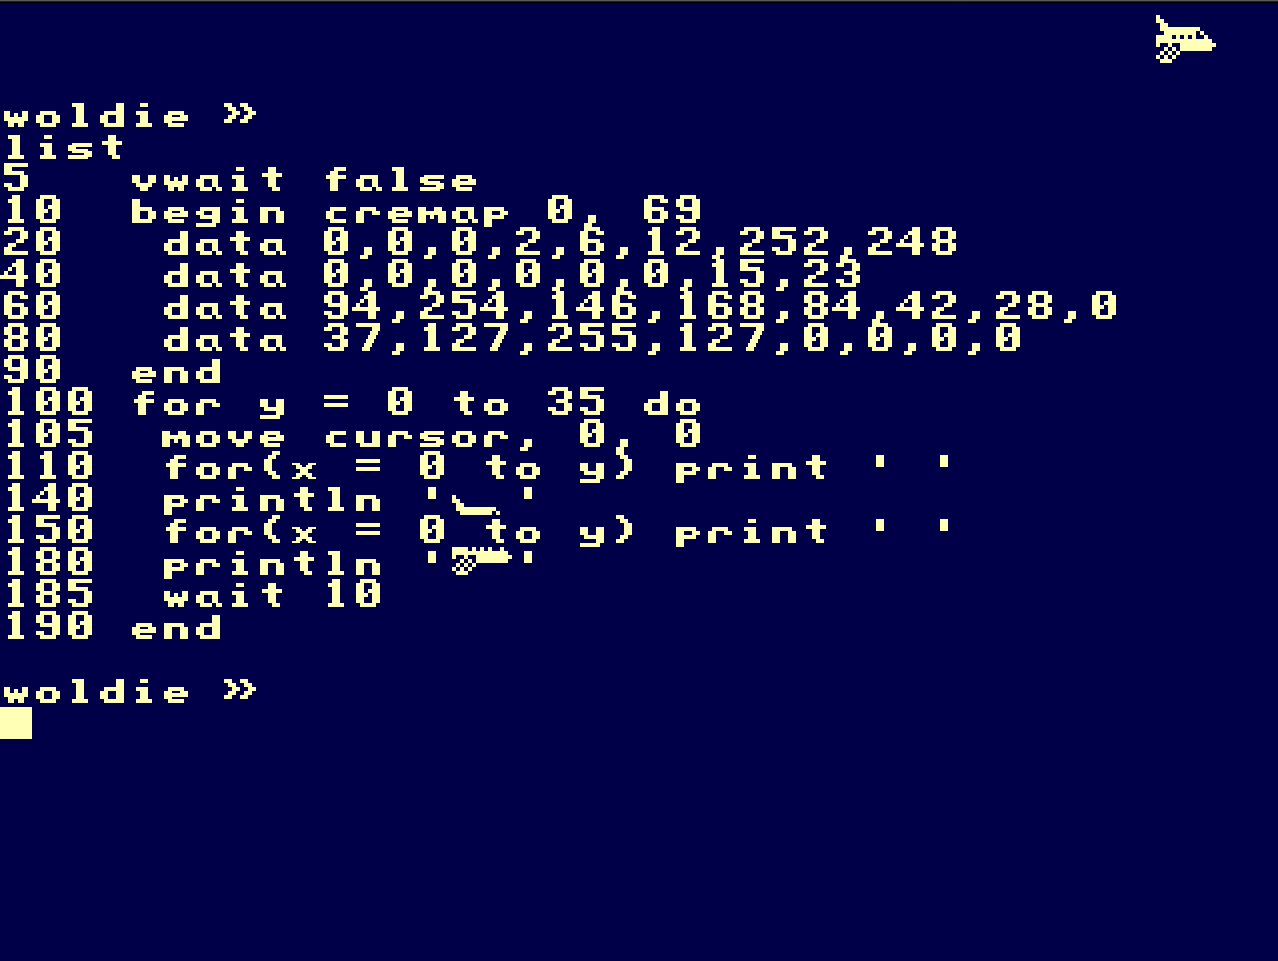 woldie »
list
5    vwait false
10  begin cremap 0, 69
20   data 0,0,0,2,6,12,252,248
40   data 0,0,0,0,0,0,15,23
60   data 94,254,146,168,84,42,28,0
80   data 37,127,255,127,0,0,0,0
90  end
100 for y = 0 to 35 do
105  move cursor, 0, 0
110  for(x = 0 to y) print ' '
140  println '  '
150  for(x = 0 to y) print ' '
180  println '  '
185  wait 10
190 end
woldie »